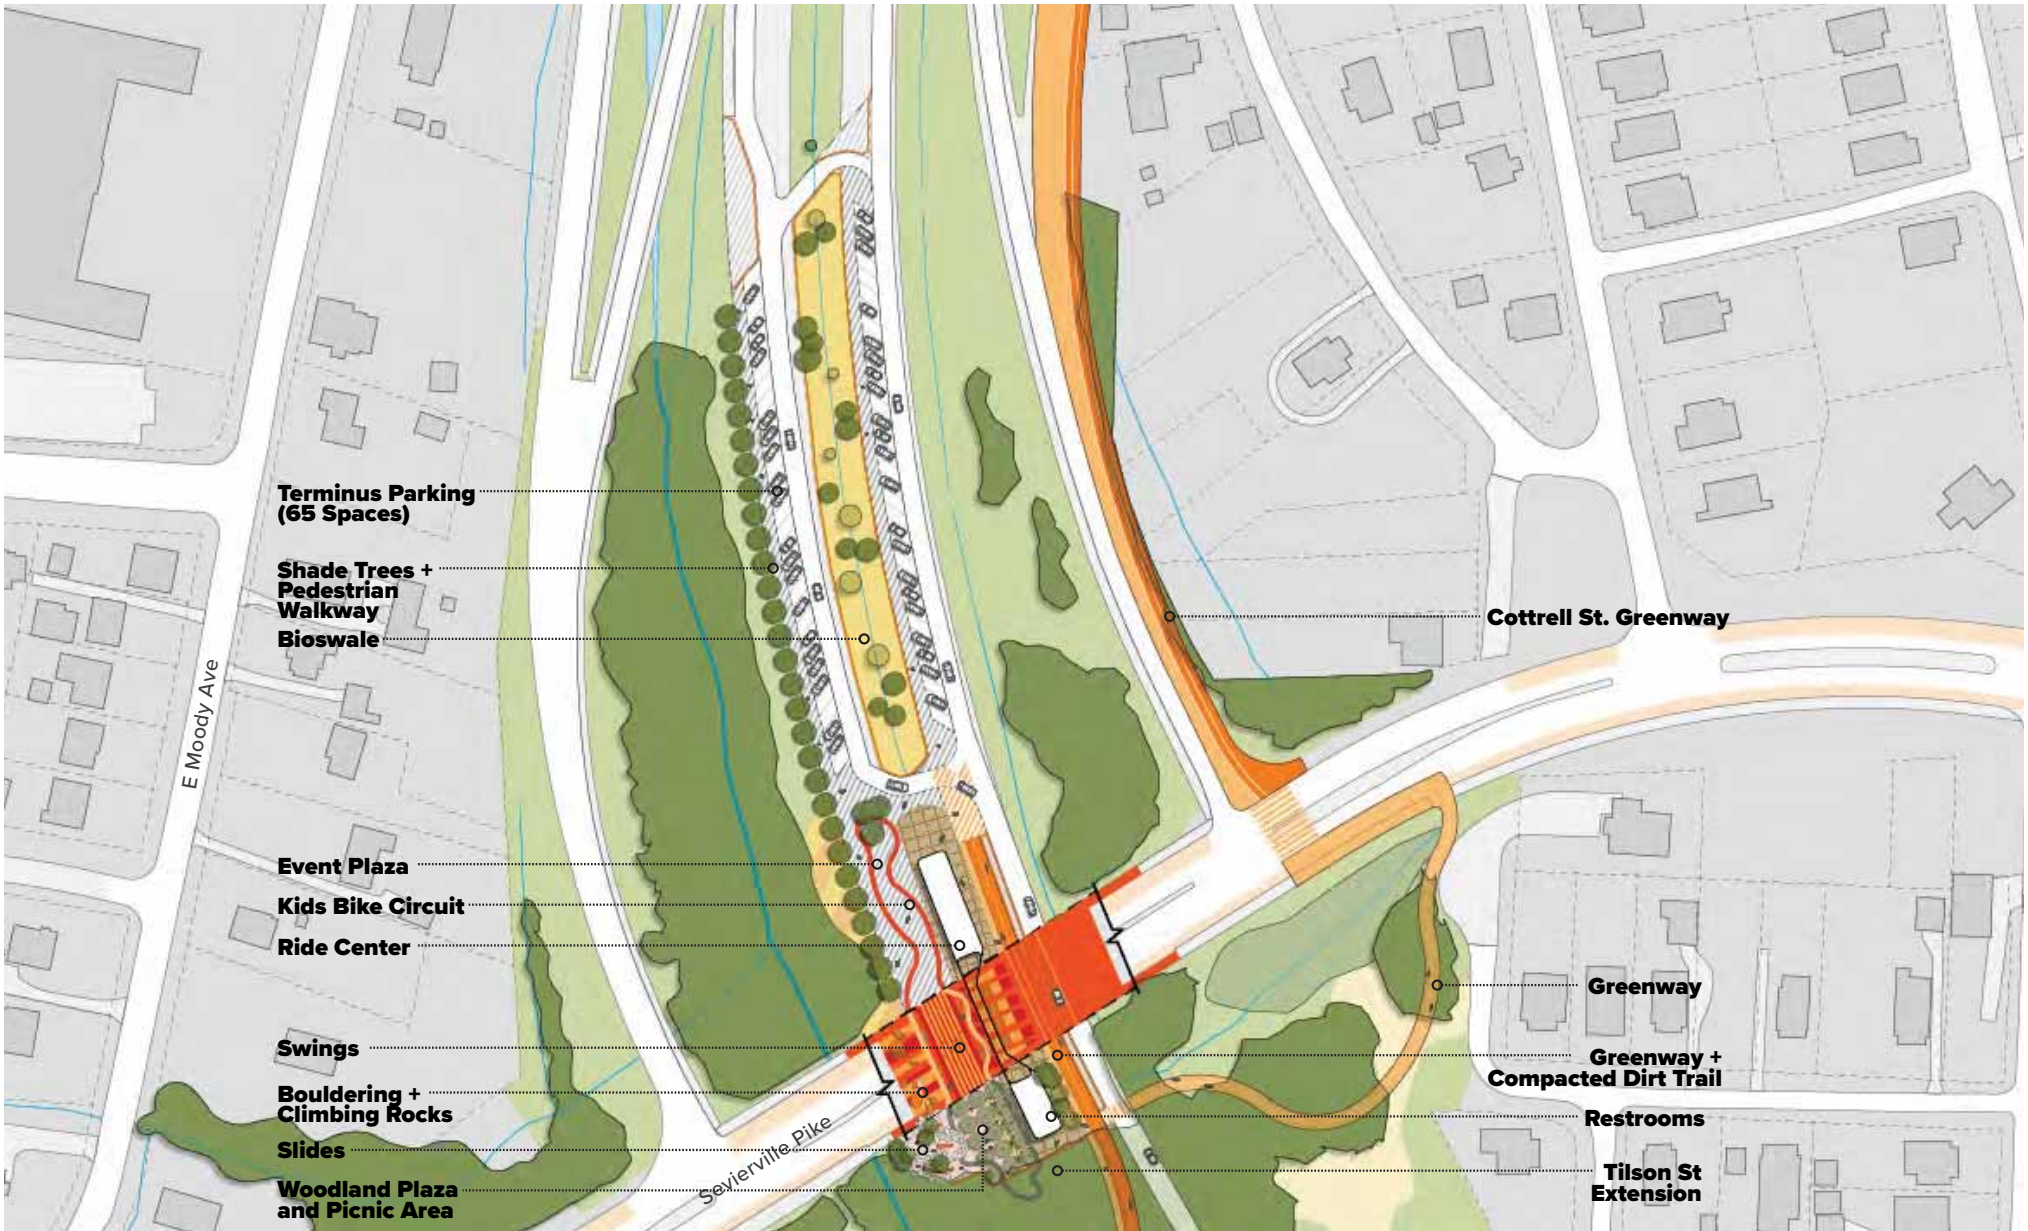 Terminus Parking
(65 Spaces)
Shade Trees +
Pedestrian
Walkway
Bioswale
E Moody Ave
Event Plaza
Kids Bike Circuit
Ride Center
Swings
Bouldering +
Climbing Rocks
Slides
Woodland Plaza
and Picnic Area
Sevierville Pike
Cottrell St. Greenway
Greenway
Greenway +
Compacted Dirt Trail
Restrooms
Tilson St
Extension